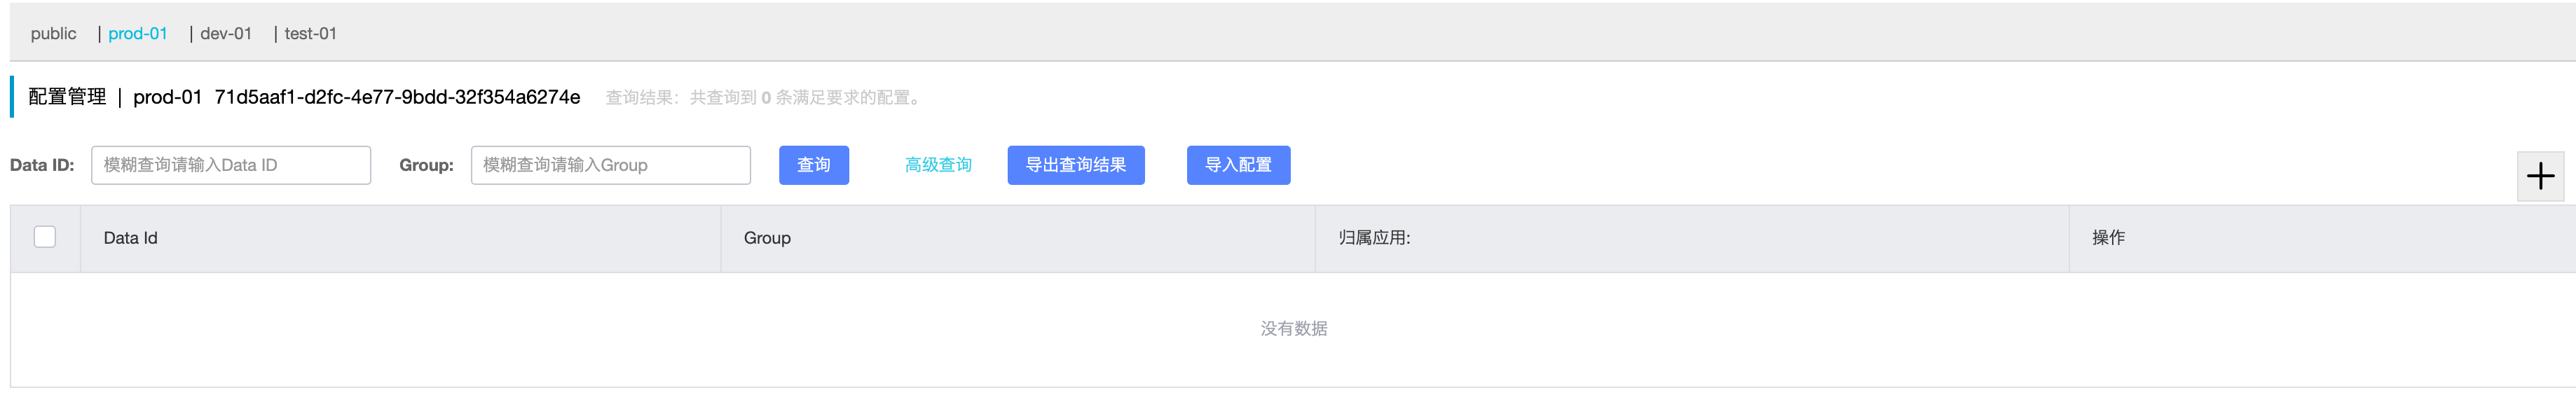 public | prod-01 | dev-01 | test-01
配置管理 | prod-01 71d5aaf1-d2fc-4e77-9bdd-32f354a6274e 查询结果：共查询到 0 条满足要求的配置。
Data ID: 模糊查询请输入Data ID Group: 模糊查询请输入Group 查询 高级查询 导出查询结果 导入配置
Data Id Group 归属应用: 操作
没有数据